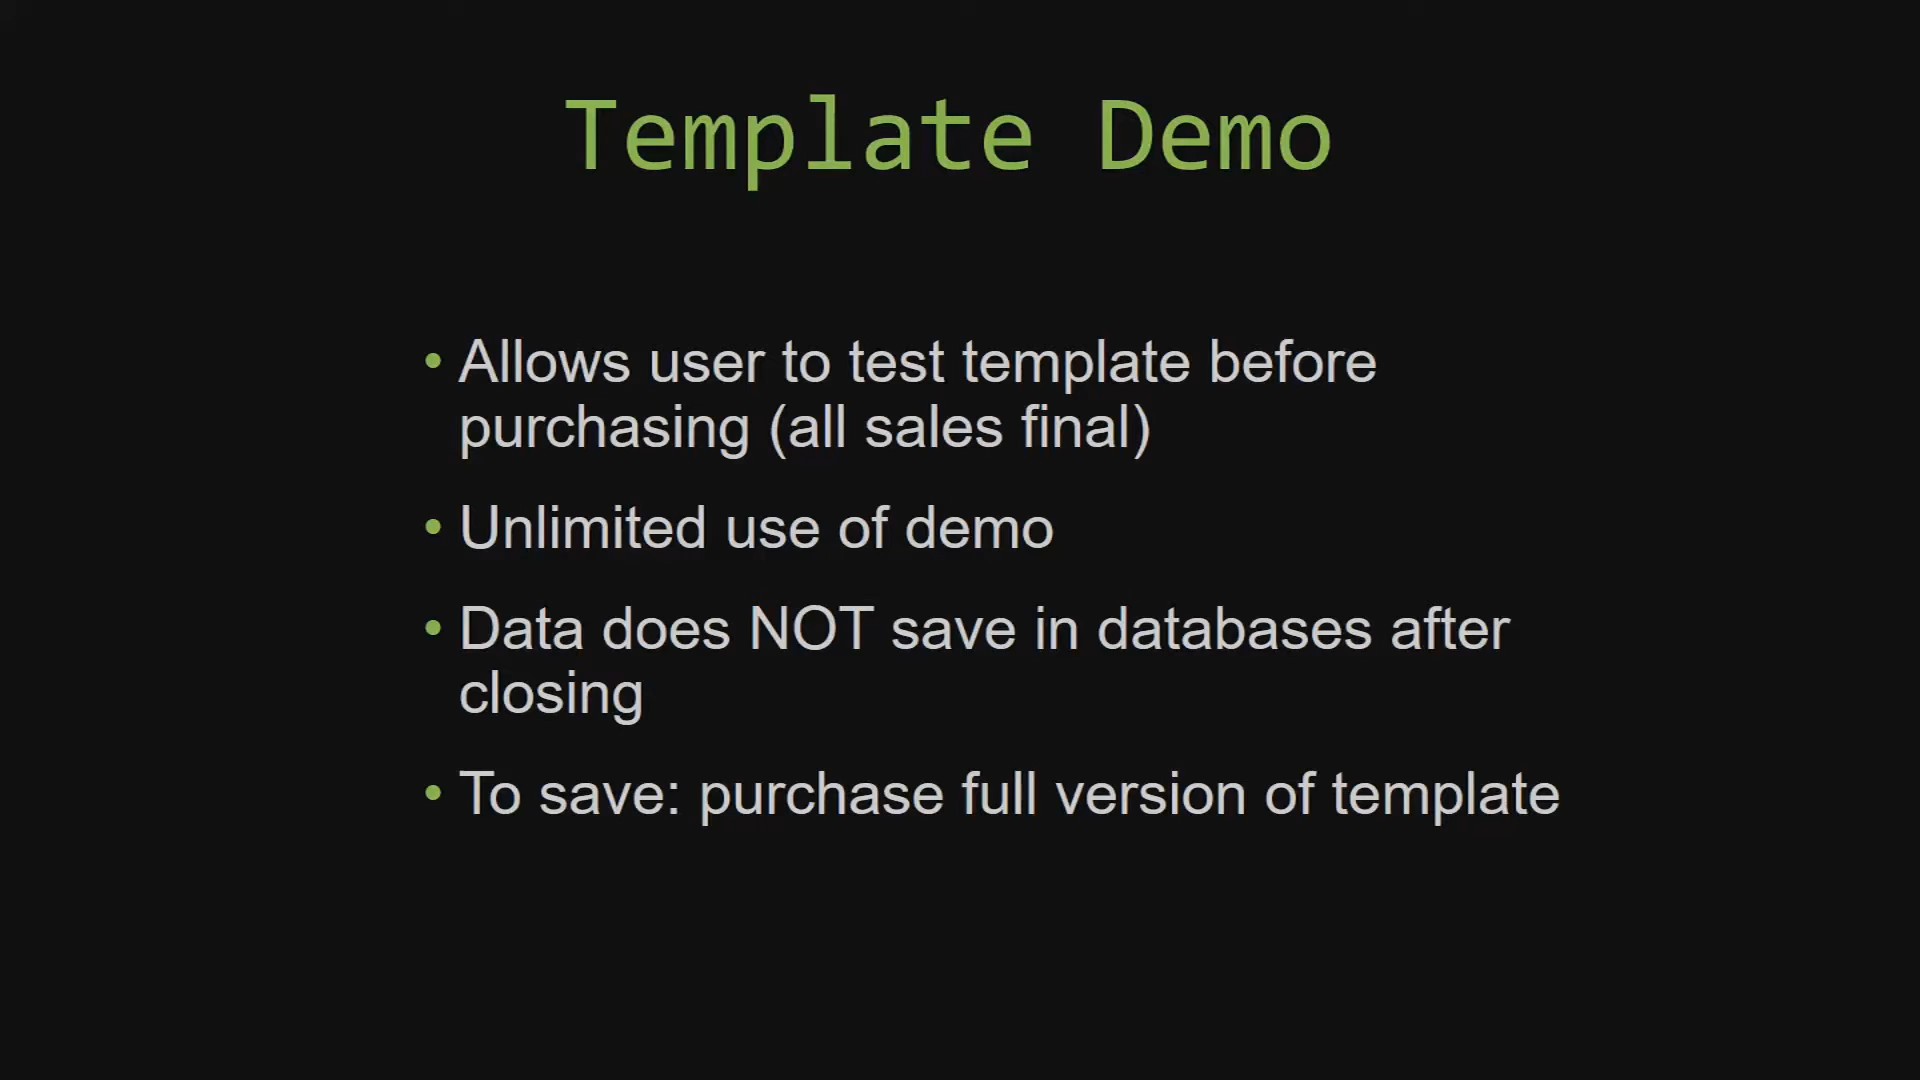 Template Demo
• Allows user to test template before
purchasing (all sales final)
• Unlimited use of demo
• Data does NOT save in databases after
closing
• To save: purchase full version of template